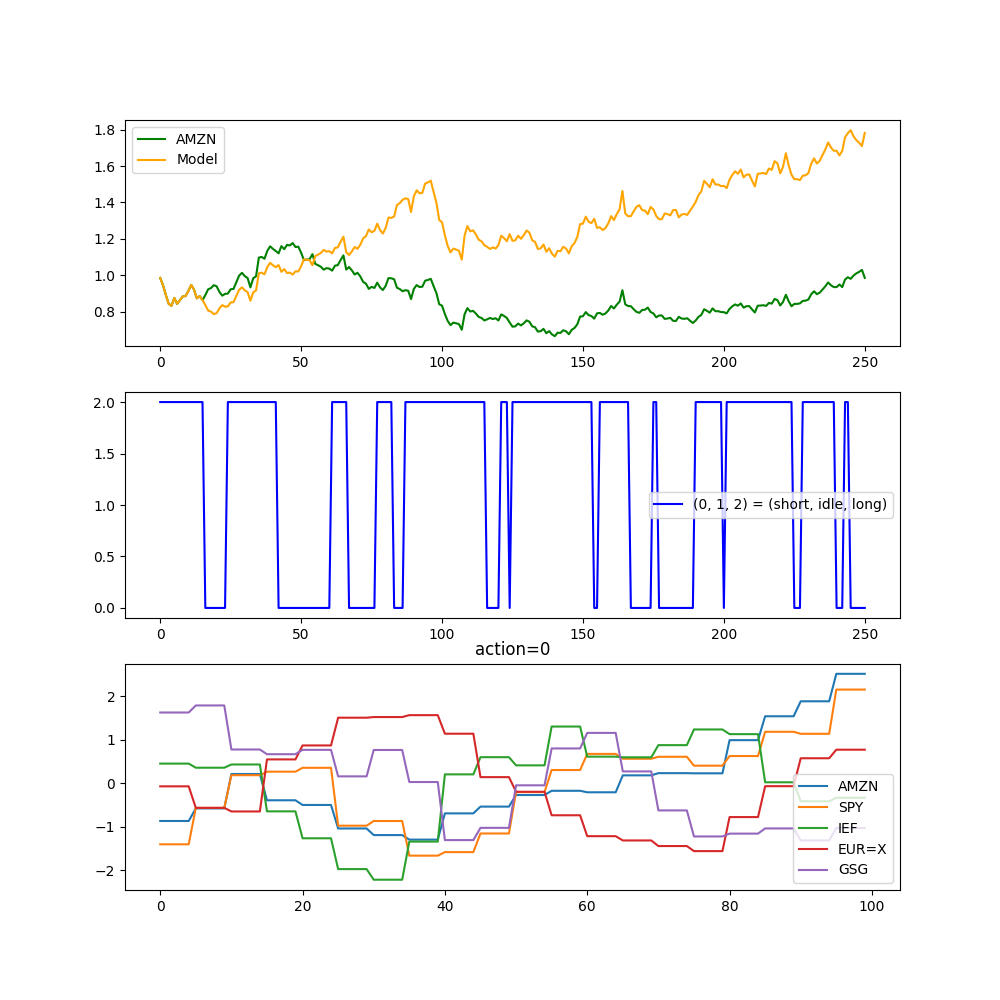 1.8
1.6
1.4
1.2
1.0
0.8
AMZN
Model
0 50 100 150 200 250
2.0
1.5
1.0
0.5
0.0
(0, 1, 2) = (short, idle, long)
0 50 100 150 200 250
action=0
2
1
0
−1
−2
AMZN
SPY
IEF
EUR=X
GSG
0 20 40 60 80 100